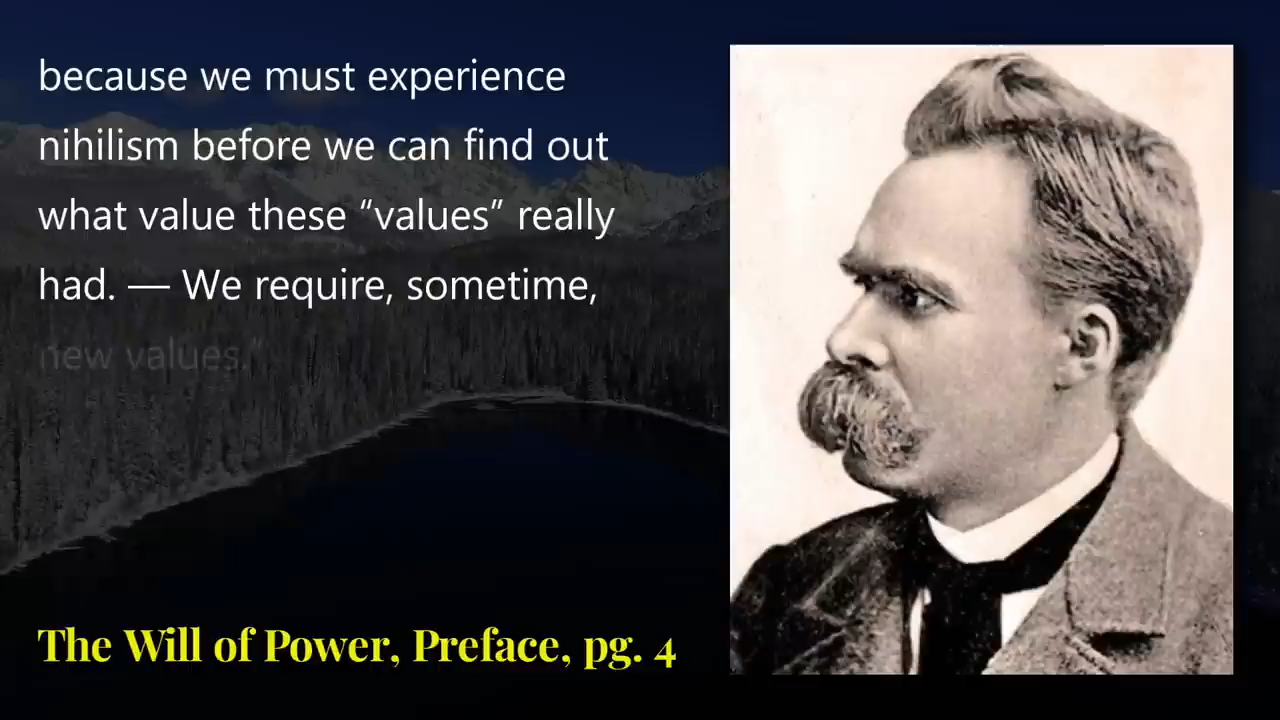 because we must experience
nihilism before we can find out
what value these “values” really
had. — We require, sometime,
new values.”
The Will of Power, Preface, pg. 4